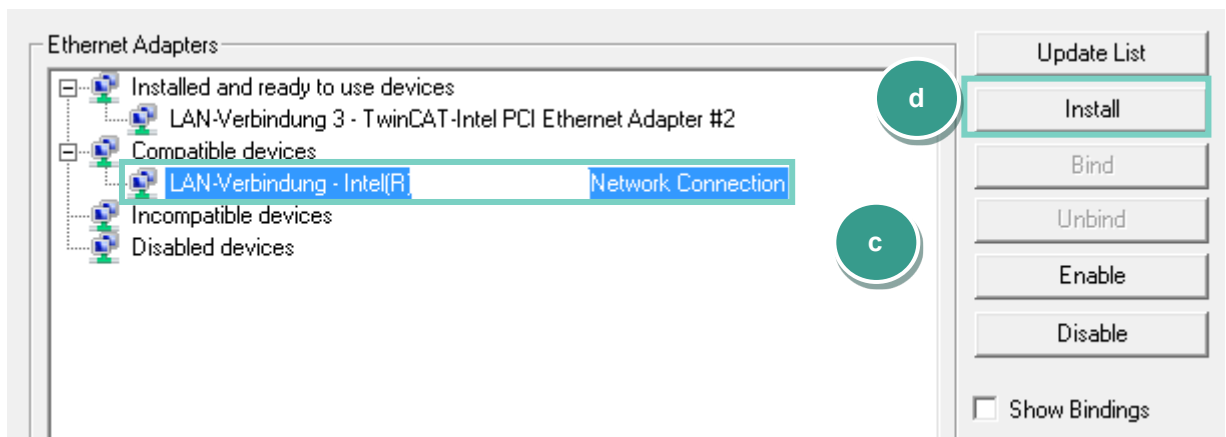 Ethernet Adapters
Installed and ready to use devices
LAN-Verbindung 3 - TwinCAT-Intel PCI Ethernet Adapter #2
Compatible devices
LAN-Verbindung - Intel(R) Network Connection
Incompatible devices
Disabled devices
c
d
Update List
Install
Bind
Unbind
Enable
Disable
Show Bindings